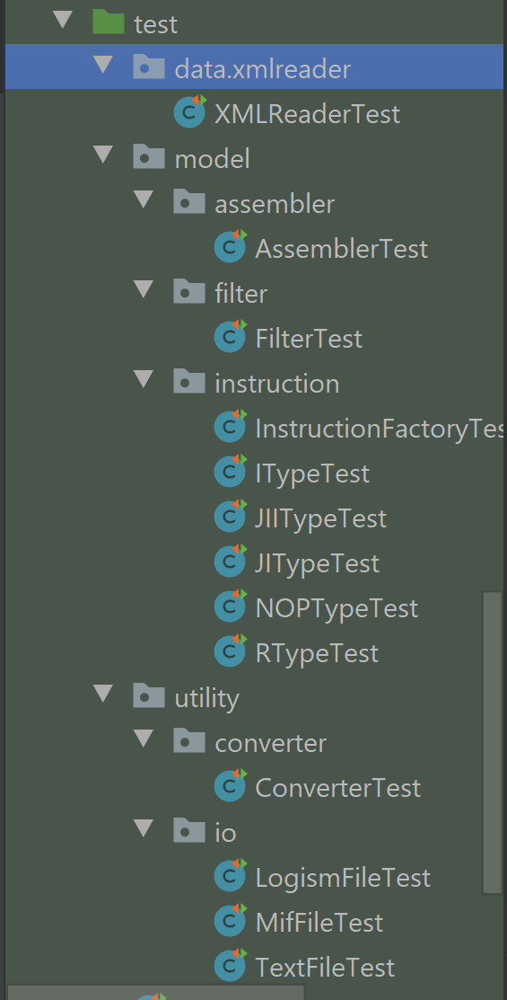 test
data.xmlreader
XMLReaderTest
model
assembler
AssemblerTest
filter
FilterTest
instruction
InstructionFactoryTes
ITypeTest
JIITypeTest
JITypeTest
NOPTypeTest
RTypeTest
utility
converter
ConverterTest
io
LogismFileTest
MifFileTest
TextFileTest